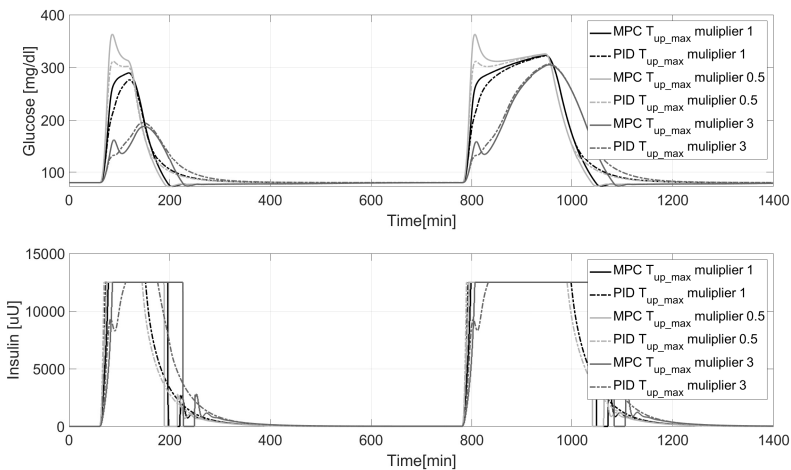 400
300
200
100
Glucose [mg/dl]
0
200
400
600
800
1000
1200
1400
Time[min]
MPC T_up_max muliplier 1
PID T_up_max muliplier 1
MPC T_up_max muliplier 0.5
PID T_up_max muliplier 0.5
MPC T_up_max muliplier 3
PID T_up_max muliplier 3
15000
10000
5000
0
Insulin [uU]
0
200
400
600
800
1000
1200
1400
Time[min]
MPC T_up_max muliplier 1
PID T_up_max muliplier 1
MPC T_up_max muliplier 0.5
PID T_up_max muliplier 0.5
MPC T_up_max muliplier 3
PID T_up_max muliplier 3